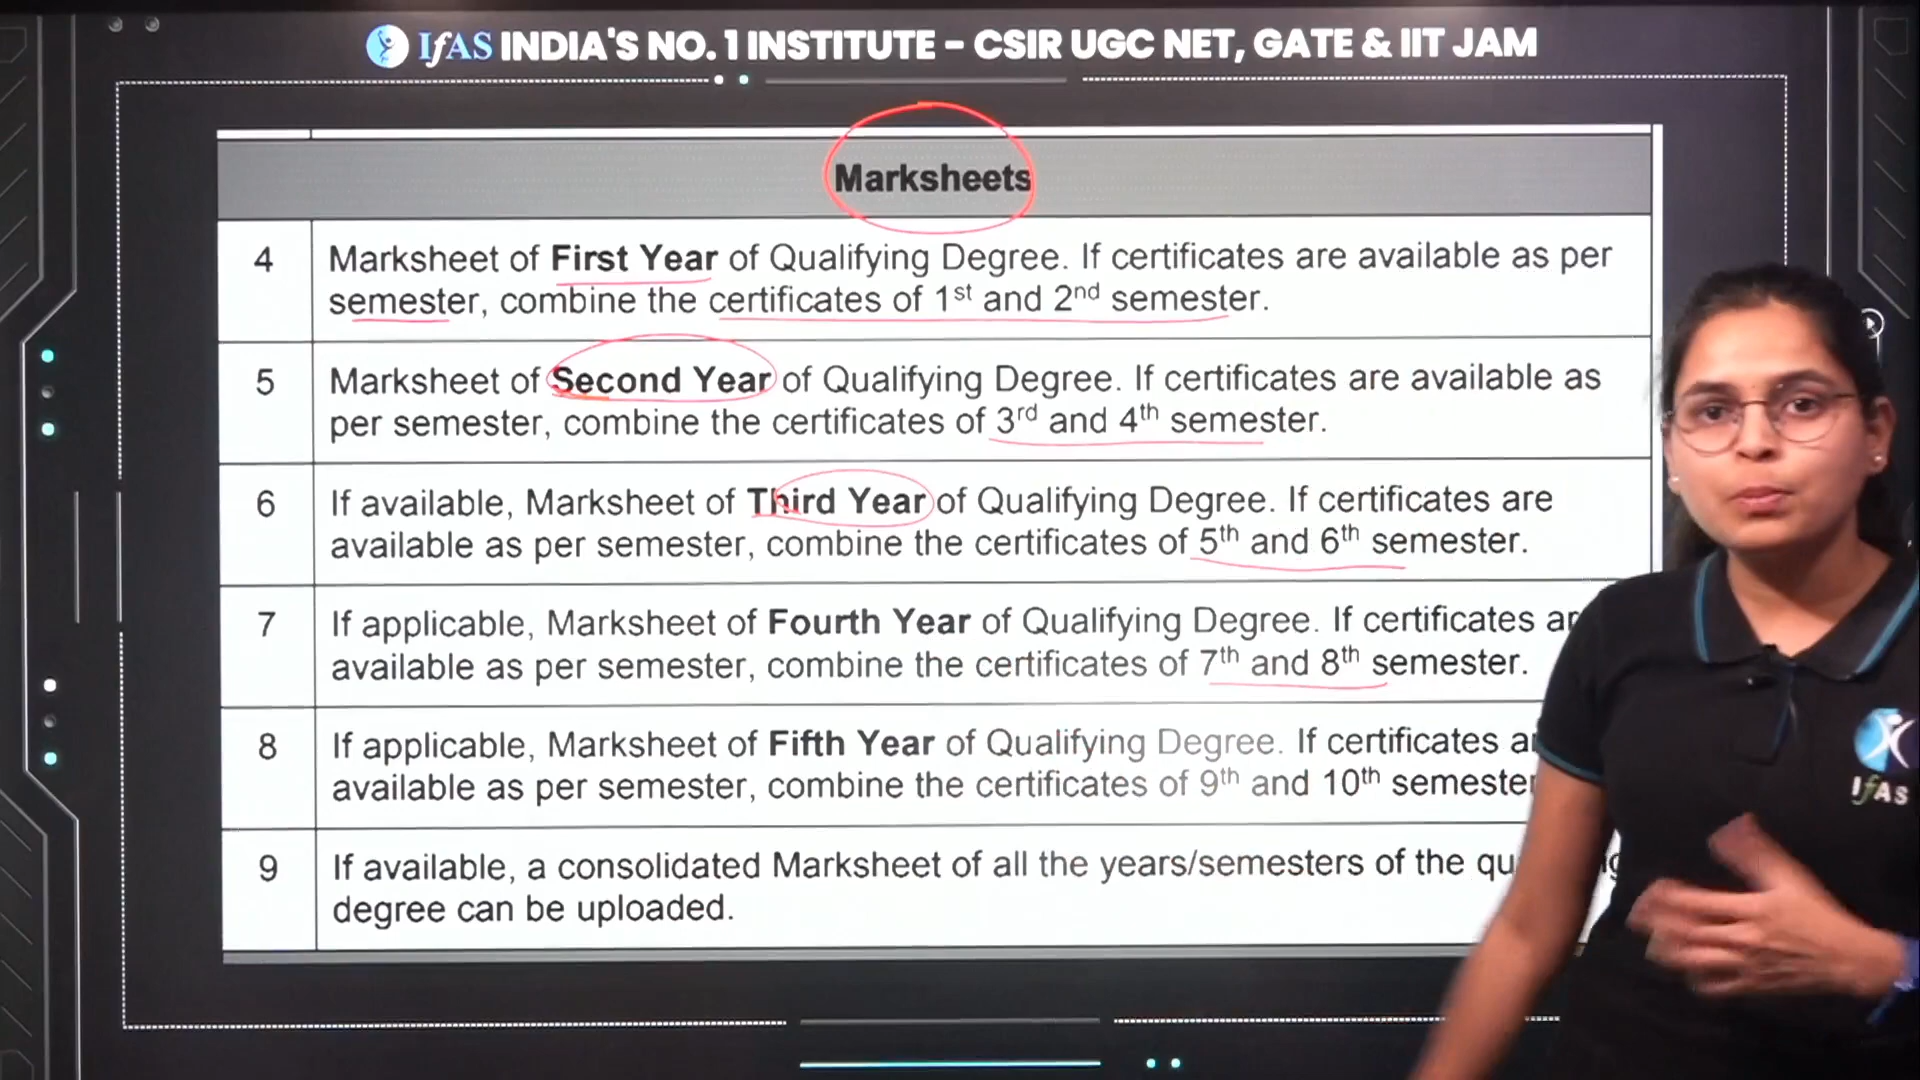 IfAS INDIA'S NO. 1 INSTITUTE - CSIR UGC NET, GATE & IIT JAM
Marksheets
4 Marksheet of First Year of Qualifying Degree. If certificates are available as per
semester, combine the certificates of 1st and 2nd semester.
5 Marksheet of Second Year of Qualifying Degree. If certificates are available as
per semester, combine the certificates of 3rd and 4th semester.
6 If available, Marksheet of Third Year of Qualifying Degree. If certificates are
available as per semester, combine the certificates of 5th and 6th semester.
7 If applicable, Marksheet of Fourth Year of Qualifying Degree. If certificates
available as per semester, combine the certificates of 7th and 8th semester.
8 If applicable, Marksheet of Fifth Year of Qualifying Degree. If certificates
available as per semester, combine the certificates of 9th and 10th semester
9 If available, a consolidated Marksheet of all the years/semesters of the
degree can be uploaded.
IfAS